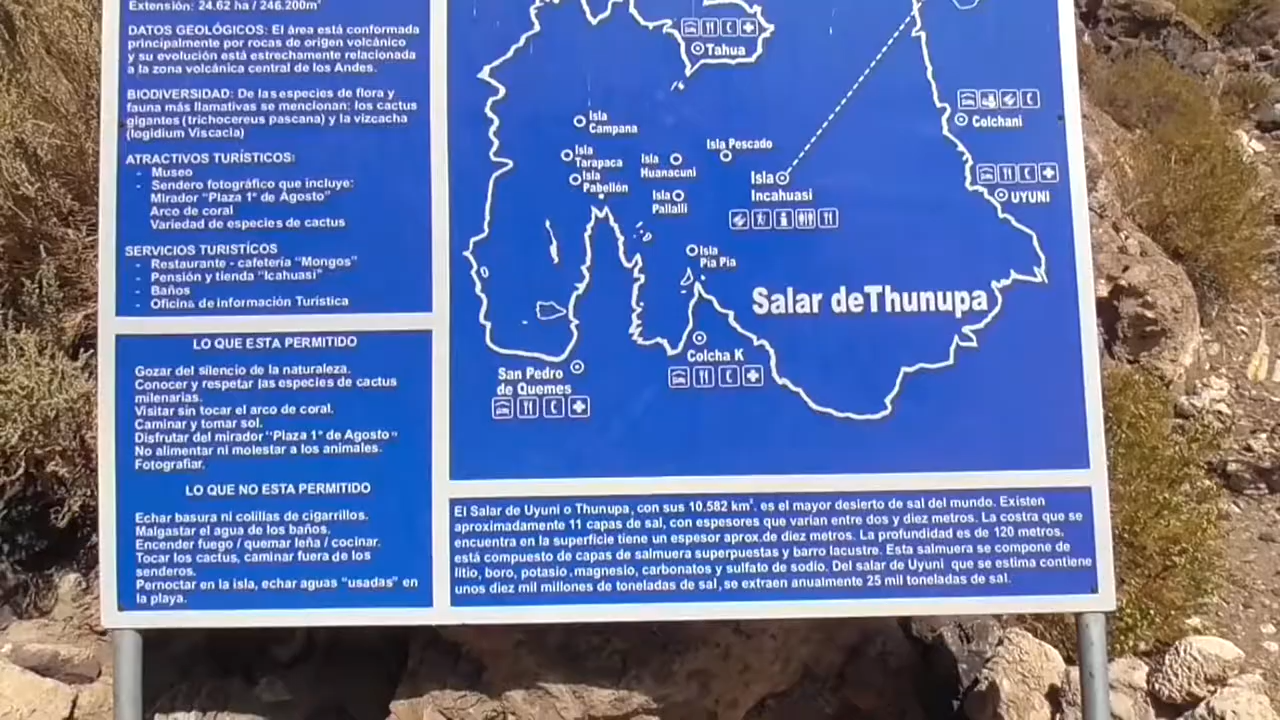 Extensión: 24.62 ha / 246.200m²
DATOS GEOLÓGICOS: El área está conformada
principalmente por rocas de origen volcánico
y su evolución está estrechamente relacionada
a la zona volcánica central de los Andes.
BIODIVERSIDAD: De las especies de flora y
fauna más llamativas se mencionan: los cactus
gigantes (trichocereus pascana) y la vizcacha
(logidium Viscacia)
ATRACTIVOS TURÍSTICOS:
- Museo
- Sendero fotográfico que incluye:
Mirador "Plaza 1° de Agosto"
Arco de coral
Variedad de especies de cactus
SERVICIOS TURISTÍCOS
- Restaurante - cafetería "Mongos"
- Pensión y tienda "Icahuasi"
- Baños
- Oficina de información Turística
LO QUE ESTA PERMITIDO
Gozar del silencio de la naturaleza.
Conocer y respetar las especies de cactus
milenarias.
Visitar sin tocar el arco de coral.
Caminar y tomar sol.
Disfrutar del mirador "Plaza 1° de Agosto"
No alimentar ni molestar a los animales.
Fotografiar.
LO QUE NO ESTA PERMITIDO
Echar basura ni colillas de cigarrillos.
Malgastar el agua de los baños.
Encender fuego / quemar leña / cocinar.
Tocar los cactus, caminar fuera de los
senderos.
Pernoctar en la isla, echar aguas "usadas" en
la playa.
Tahua
Colchani
Isla
Campana
Isla
Tarapaca
Isla
Pabellón
Isla
Huanacuni
Isla Pescado
Isla
Pallalli
Isla
Incahuasi
UYUNI
Isla
Pia Pia
Salar deThunupa
Colcha K
San Pedro
de Quemes
El Salar de Uyuni o Thunupa, con sus 10.582 km². es el mayor desierto de sal del mundo. Existen
aproximadamente 11 capas de sal, con espesores que varían entre dos y diez metros. La costra que se
encuentra en la superficie tiene un espesor aprox.de diez metros. La profundidad es de 120 metros.
está compuesto de capas de salmuera superpuestas y barro lacustre. Esta salmuera se compone de
litio, boro, potasio,magnesio, carbonatos y sulfato de sodio. Del salar de Uyuni que se estima contiene
unos diez mil millones de toneladas de sal,se extraen anualmente 25 mil toneladas de sal.